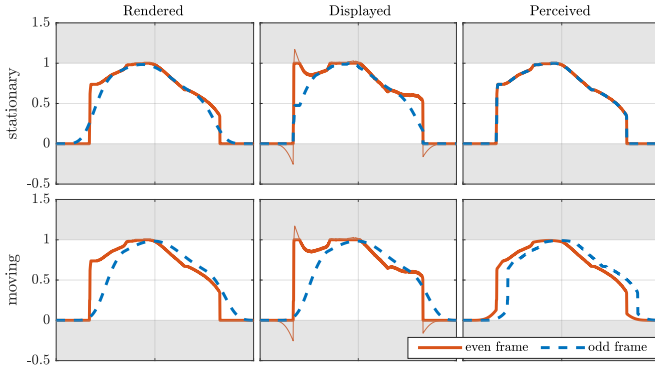 Rendered Displayed Perceived
1.5
1
0.5
0
-0.5
stationary
1.5
1
0.5
0
-0.5
moving
even frame odd frame